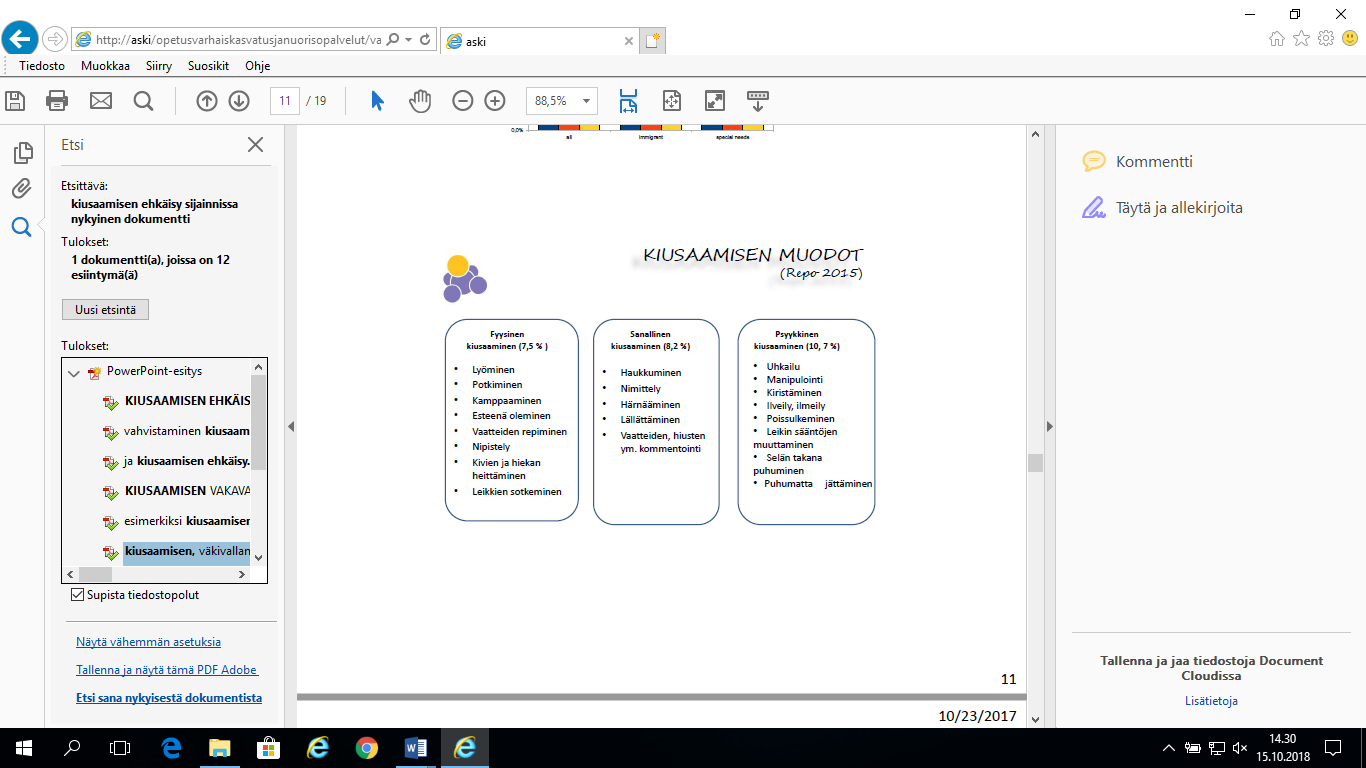 http://aski/opetusvarhaiskasvatusjanuorisopalvelut/va
aski
Tiedosto Muokkaa Siirry Suosikit Ohje
11 / 19
88,5%
Etsi
Etsittävä:
kiusaamisen ehkäisy sijainnissa
nykyinen dokumentti
Tulokset:
1 dokumentti(a), joissa on 12
esiintymä(ä)
Uusi etsintä
Tulokset:
PowerPoint-esitys
KIUSAAMISEN EHKÄIS
vahvistaminen kiusaam
ja kiusaamisen ehkäisy.
KIUSAAMISEN VAKAVA
esimerkiksi kiusaamisen
kiusaamisen, väkivallan
Supista tiedostopolut
Näytä vähemmän asetuksia
Tallenna ja näytä tämä PDF Adobe
Etsi sana nykyisestä dokumentista
0,0%
all immigrant special needs
KIUSAAMISEN MUODOT
(Repo 2015)
Fyysinen
kiusaaminen (7,5 % )
• Lyöminen
• Potkiminen
• Kamppaaminen
• Esteenä oleminen
• Vaatteiden repiminen
• Nipistely
• Kivien ja hiekan
heittäminen
• Leikkien sotkeminen
Sanallinen
kiusaaminen (8,2 %)
• Haukkuminen
• Nimittely
• Härnääminen
• Lällättäminen
• Vaatteiden, hiusten
ym. kommentointi
Psyykkinen
kiusaaminen (10, 7 %)
• Uhkailu
• Manipulointi
• Kiristäminen
• Ilveily, ilmeily
• Poissulkeminen
• Leikin sääntöjen
muuttaminen
• Selän takana
puhuminen
• Puhumatta jättäminen
11
10/23/2017
Kommentti
Täytä ja allekirjoita
Tallenna ja jaa tiedostoja Document
Cloudissa
Lisätietoja
14.30
15.10.2018